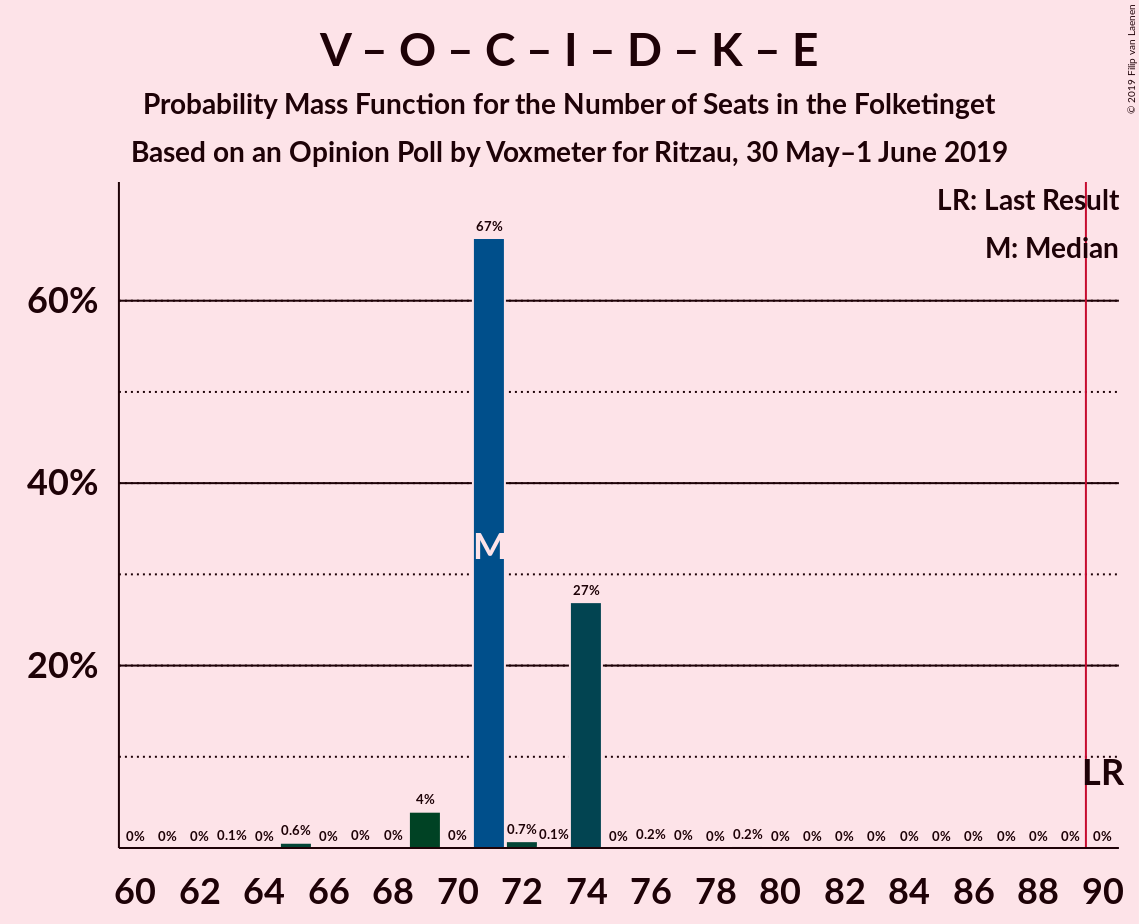 V – O – C – I – D – K – E
Probability Mass Function for the Number of Seats in the Folketinget
Based on an Opinion Poll by Voxmeter for Ritzau, 30 May–1 June 2019
© 2019 Filip van Laenen
LR: Last Result
M: Median
67%
60%
40%
M
27%
20%
LR
4%
0% 0% 0% 0.1% 0% 0.6% 0% 0% 0% 0% 0.7% 0.1% 0% 0.2% 0% 0% 0.2% 0% 0% 0% 0% 0% 0% 0% 0% 0% 0% 0%
60 62 64 66 68 70 72 74 76 78 80 82 84 86 88 90